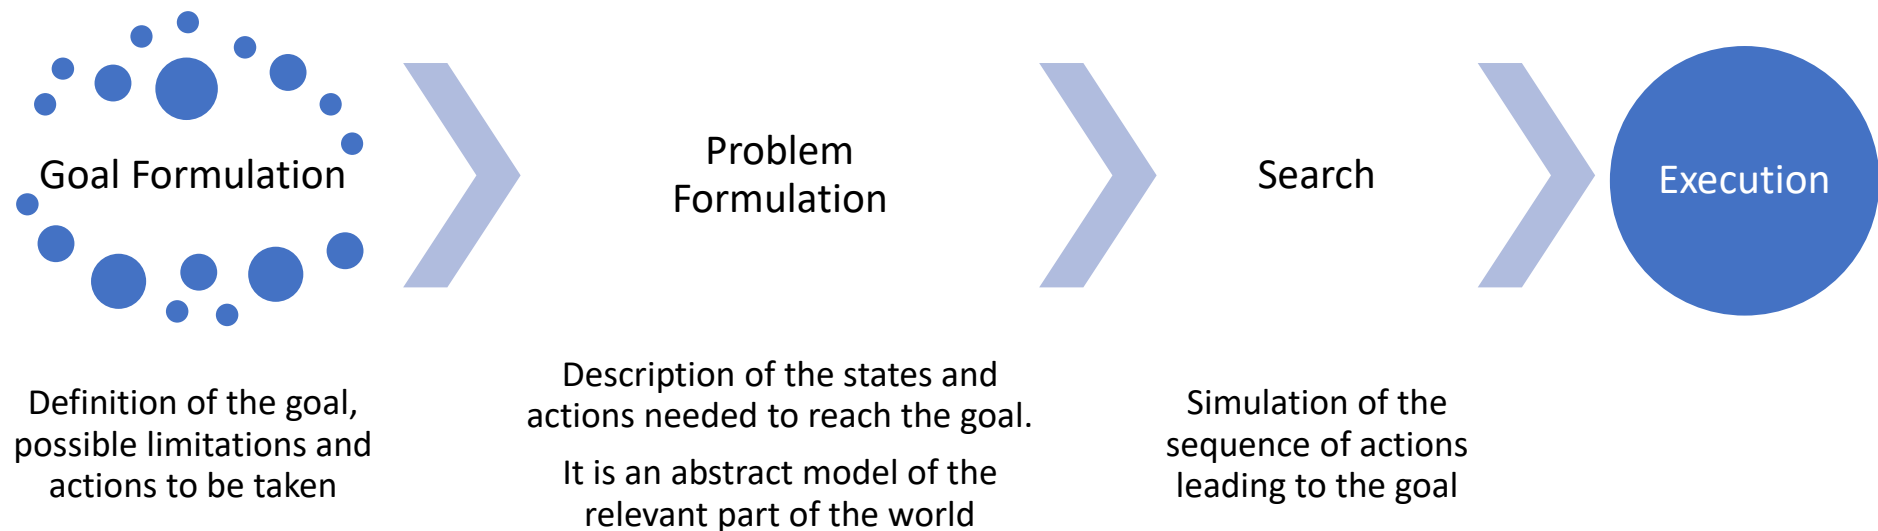 Goal Formulation
Definition of the goal,
possible limitations and
actions to be taken
Problem
Formulation
Description of the states and
actions needed to reach the goal.
It is an abstract model of the
relevant part of the world
Search
Simulation of the
sequence of actions
leading to the goal
Execution